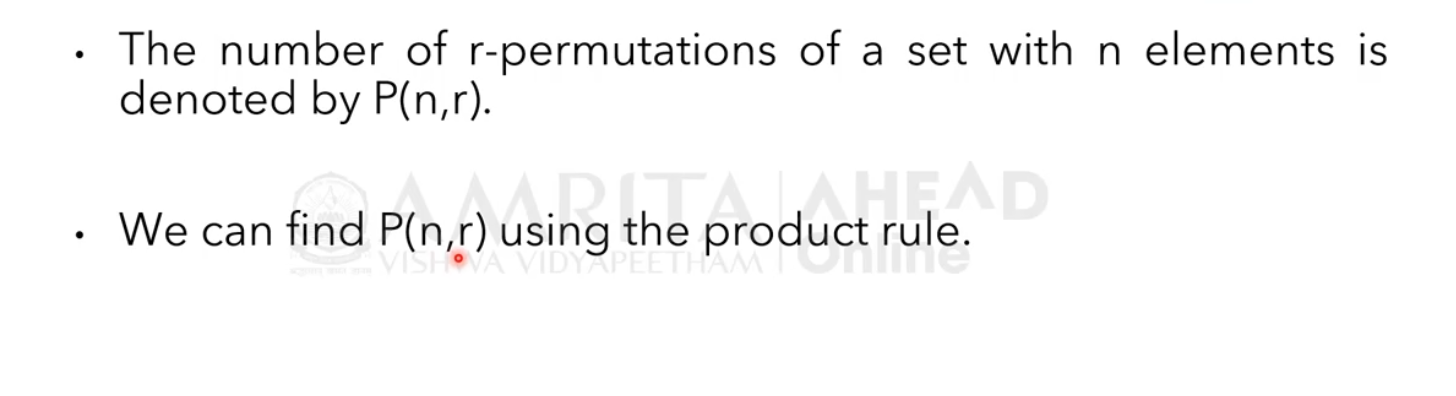 • The number of r-permutations of a set with n elements is
denoted by P(n,r).
AMRITA | AHEAD
• We can find P(n,r) using the product rule.
VISHWA VIDYAPEETHAM | Online